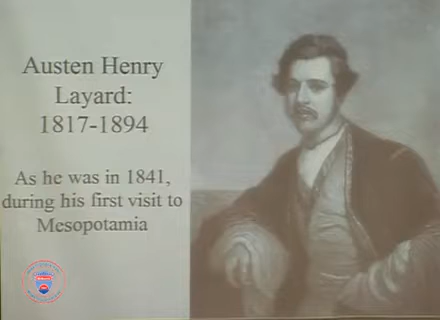 Austen Henry
Layard:
1817-1894
As he was in 1841,
during his first visit to
Mesopotamia